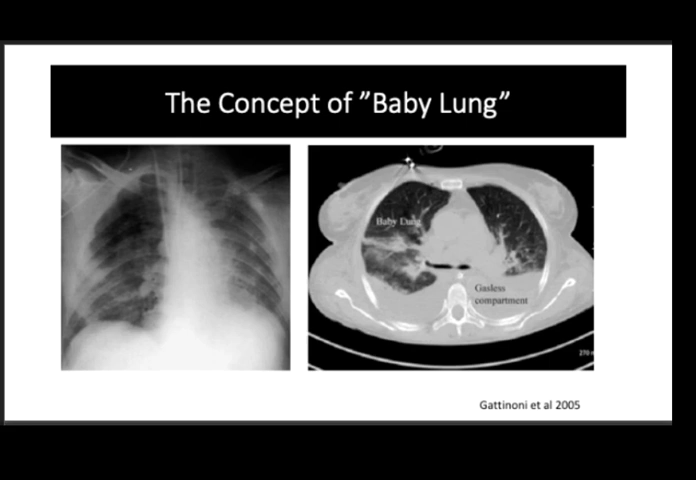 The Concept of ”Baby Lung”
Baby Lung
Gasless
compartment
Gattinoni et al 2005